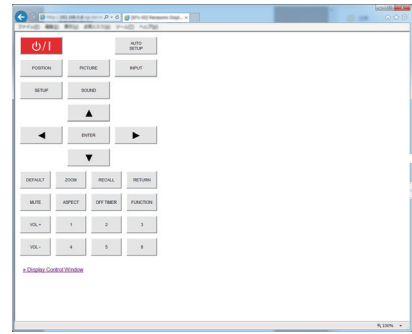 ⏻/I
AUTO SETUP
POSITION PICTURE INPUT
SETUP SOUND
ENTER
DEFAULT ZOOM RECALL RETURN
MUTE ASPECT OFF TIMER FUNCTION
VOL + 1 2 3
VOL - 4 5 6
» Display Control Window
100%